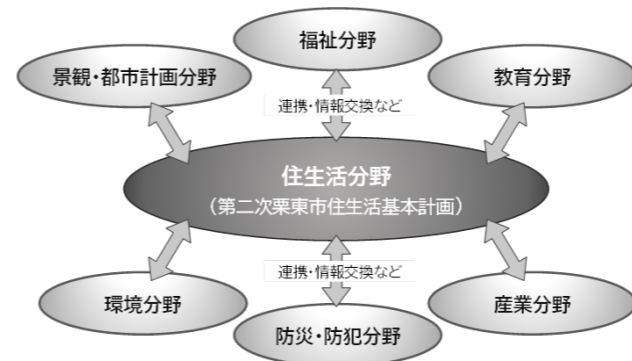 福祉分野
景観・都市計画分野
教育分野
連携・情報交換など
住生活分野
（第二次栗東市住生活基本計画）
連携・情報交換など
環境分野
産業分野
防災・防犯分野